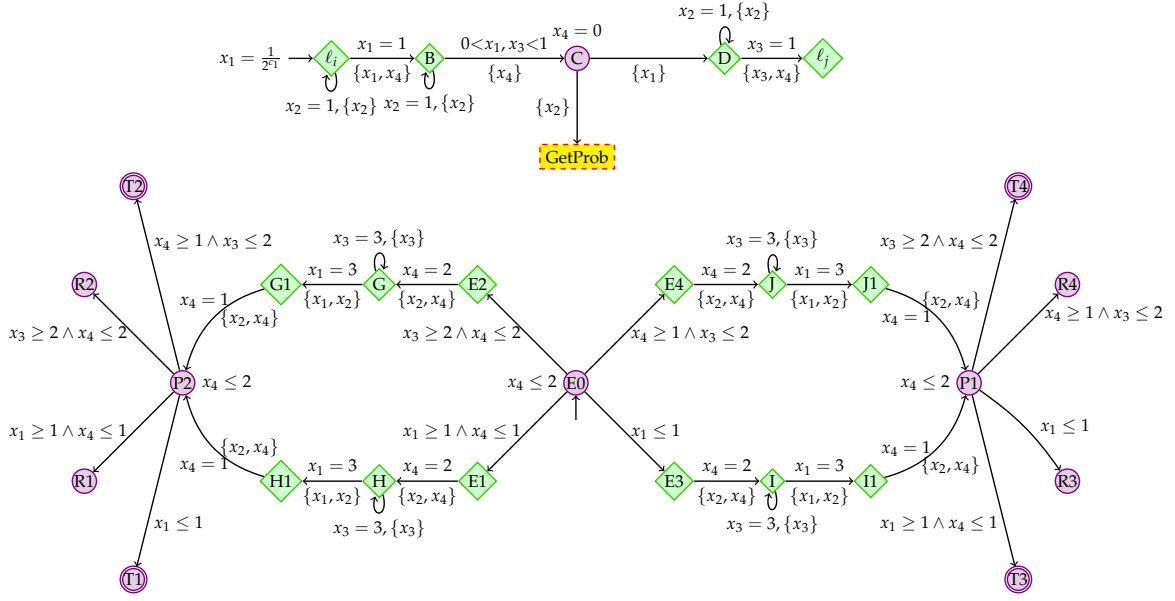 x₂ = 1, {x₂}
x₁ = 1/2^{c₁} ℓᵢ x₁ = 1 {x₁, x₄} B 0<x₁, x₃<1 {x₄} x₄ = 0 C {x₁} D x₃ = 1 {x₃, x₄} ℓⱼ
x₂ = 1, {x₂} x₂ = 1, {x₂} {x₂}
GetProb
T2 T4
x₄ ≥ 1 ∧ x₃ ≤ 2 x₃ = 3, {x₃} x₃ = 3, {x₃} x₃ ≥ 2 ∧ x₄ ≤ 2
R2 G1 x₁ = 3 {x₁, x₂} G x₄ = 2 {x₂, x₄} E2 E4 x₄ = 2 {x₂, x₄} J x₁ = 3 {x₁, x₂} J1 R4
x₄ = 1 {x₂, x₄} {x₂, x₄} x₄ = 1 x₄ ≥ 1 ∧ x₃ ≤ 2
x₃ ≥ 2 ∧ x₄ ≤ 2 x₃ ≥ 2 ∧ x₄ ≤ 2 x₄ ≥ 1 ∧ x₃ ≤ 2
P2 x₄ ≤ 2 x₄ ≤ 2 E0 x₄ ≤ 2 P1
x₁ ≥ 1 ∧ x₄ ≤ 1 x₁ ≥ 1 ∧ x₄ ≤ 1 x₁ ≤ 1 x₁ ≤ 1
{x₂, x₄} x₄ = 1 x₄ = 1 {x₂, x₄}
R1 H1 x₁ = 3 {x₁, x₂} H x₄ = 2 {x₂, x₄} E1 E3 x₄ = 2 {x₂, x₄} I x₁ = 3 {x₁, x₂} I1 R3
x₁ ≤ 1 x₃ = 3, {x₃} x₃ = 3, {x₃} x₁ ≥ 1 ∧ x₄ ≤ 1
T1 T3